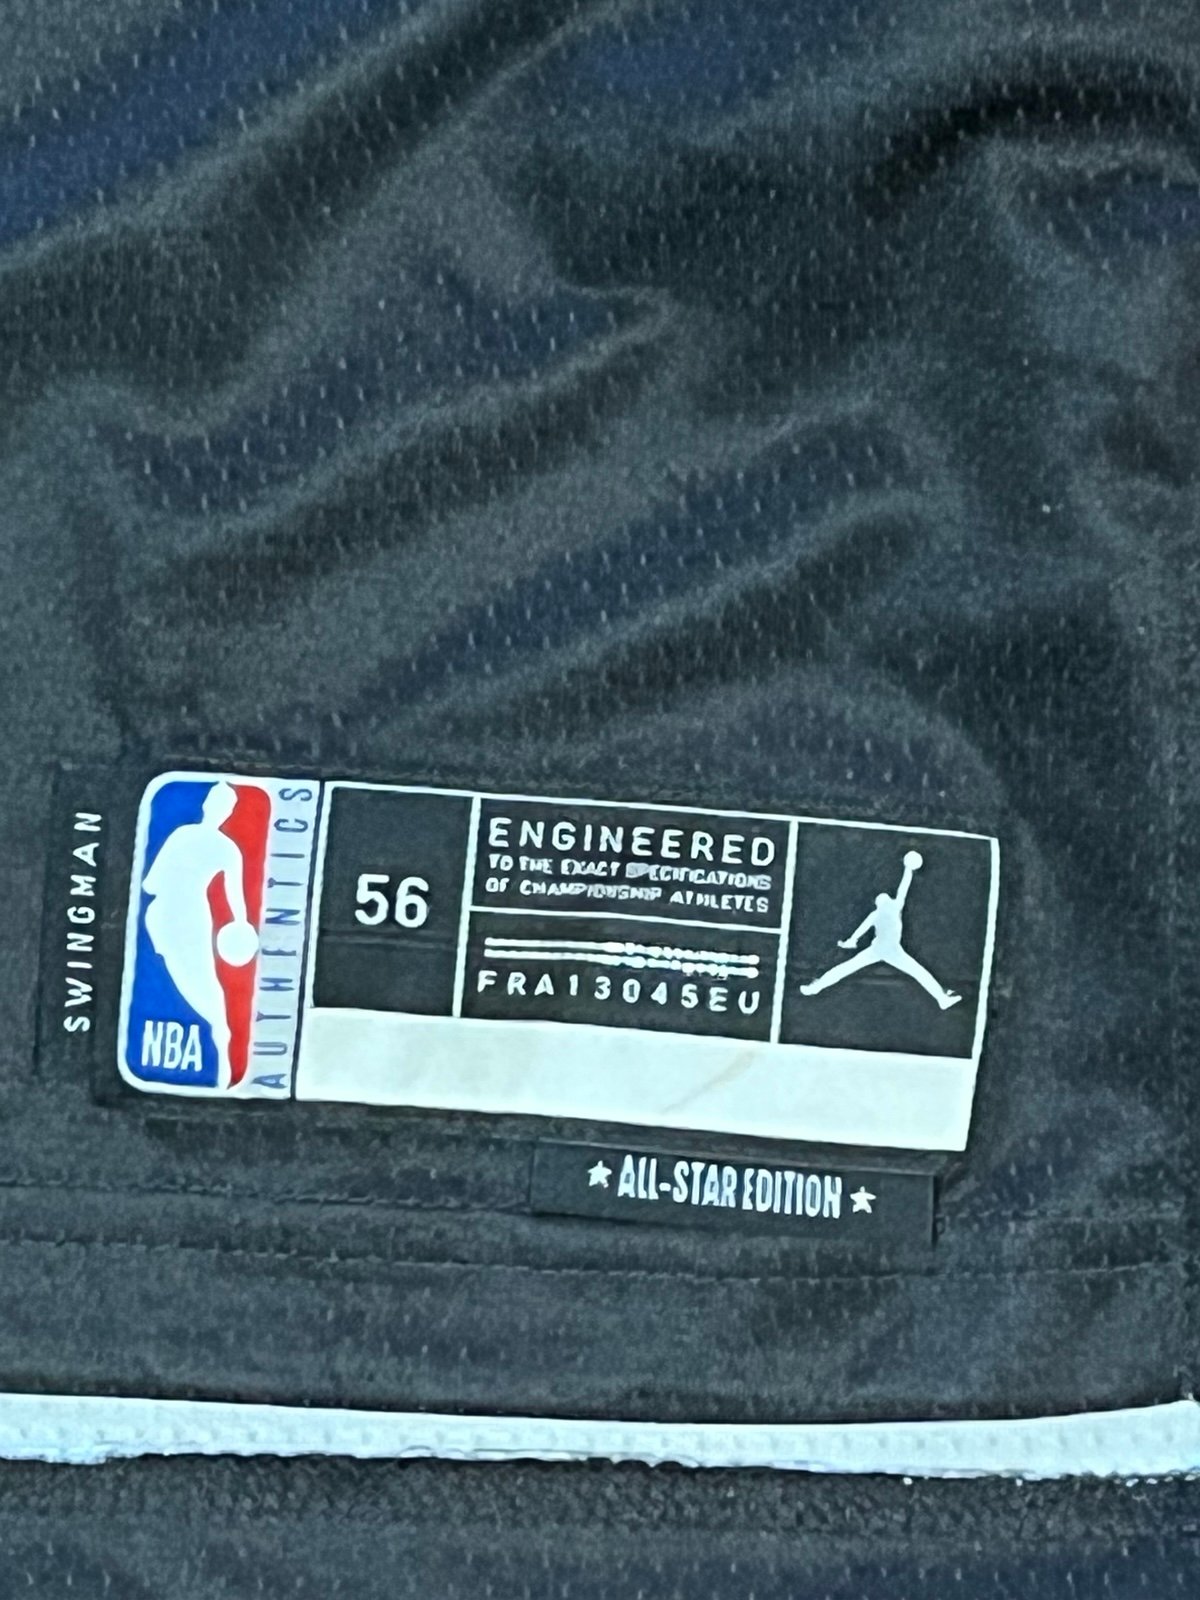 SWINGMAN
NBA
AUTHENTICS
56
ENGINEERED
TO THE EXACT SPECIFICATIONS
OF CHAMPIONSHIP ATHLETES
FRA13045EU
★ ALL-STAR EDITION ★